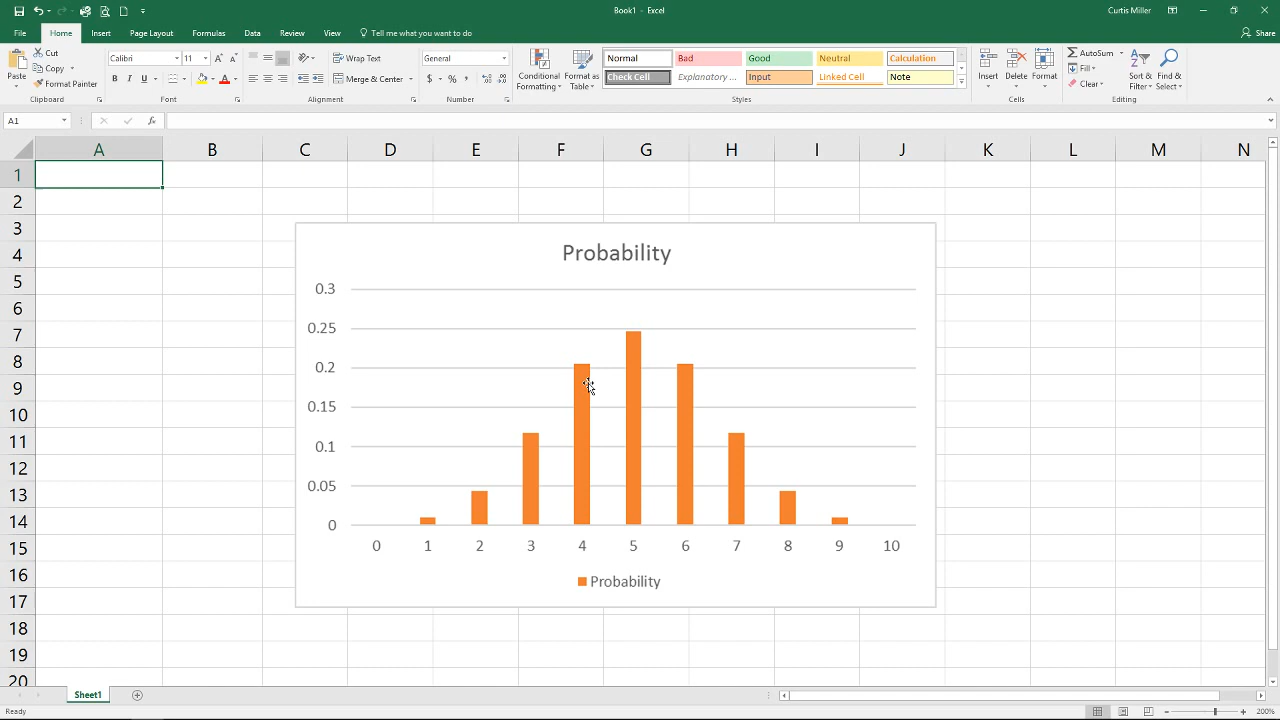 Book1 - Excel
Curtis Miller
File Home Insert Page Layout Formulas Data Review View Tell me what you want to do Share
Paste Cut Copy Format Painter Clipboard
Calibri 11 A A B I U A Font
Wrap Text Merge & Center Alignment
General $ % , Number
Conditional Formatting Format as Table
Normal Bad Good Neutral Calculation
Check Cell Explanatory ... Input Linked Cell Note
Styles
Insert Delete Format Cells
AutoSum Fill Clear Sort & Filter Find & Select Editing
A1 fx
A B C D E F G H I J K L M N
1
2
3
4
5
6
7
8
9
10
11
12
13
14
15
16
17
18
19
20
Probability
0.3
0.25
0.2
0.15
0.1
0.05
0
0 1 2 3 4 5 6 7 8 9 10
Probability
Sheet1
Ready
200%